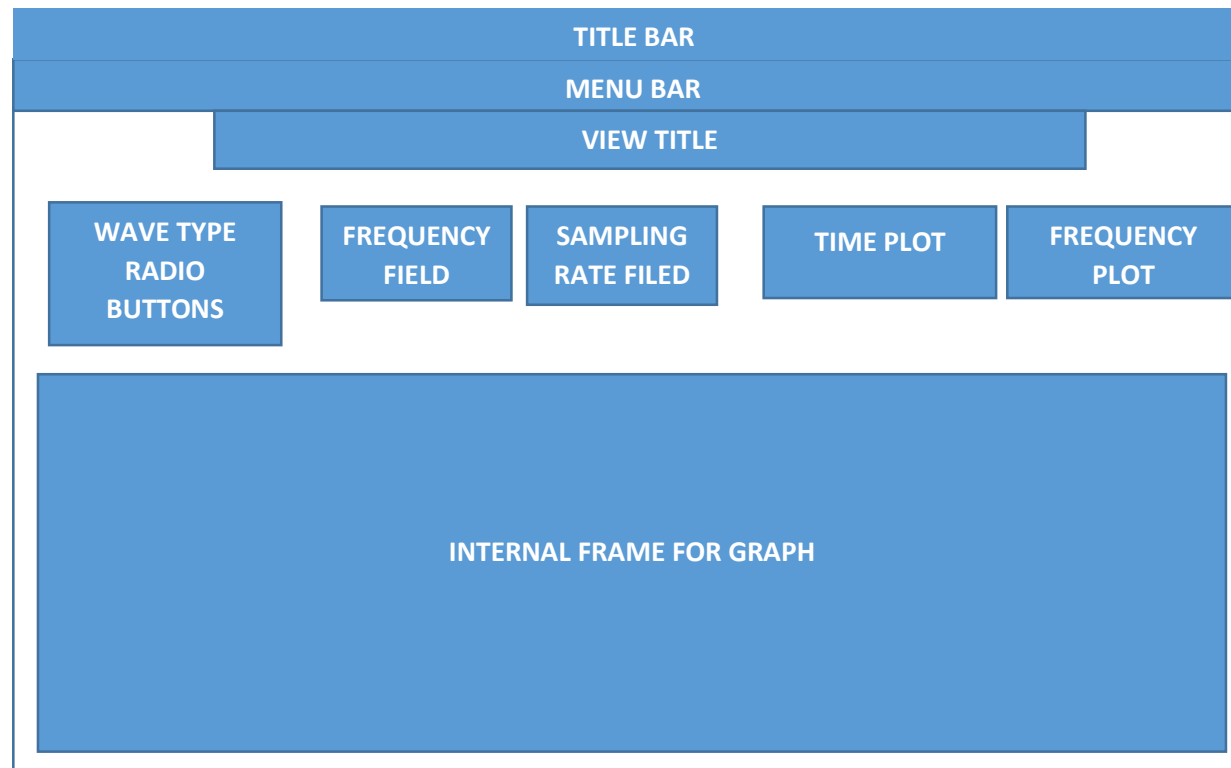 TITLE BAR
MENU BAR
VIEW TITLE
WAVE TYPE
RADIO
BUTTONS
FREQUENCY
FIELD
SAMPLING
RATE FILED
TIME PLOT
FREQUENCY
PLOT
INTERNAL FRAME FOR GRAPH